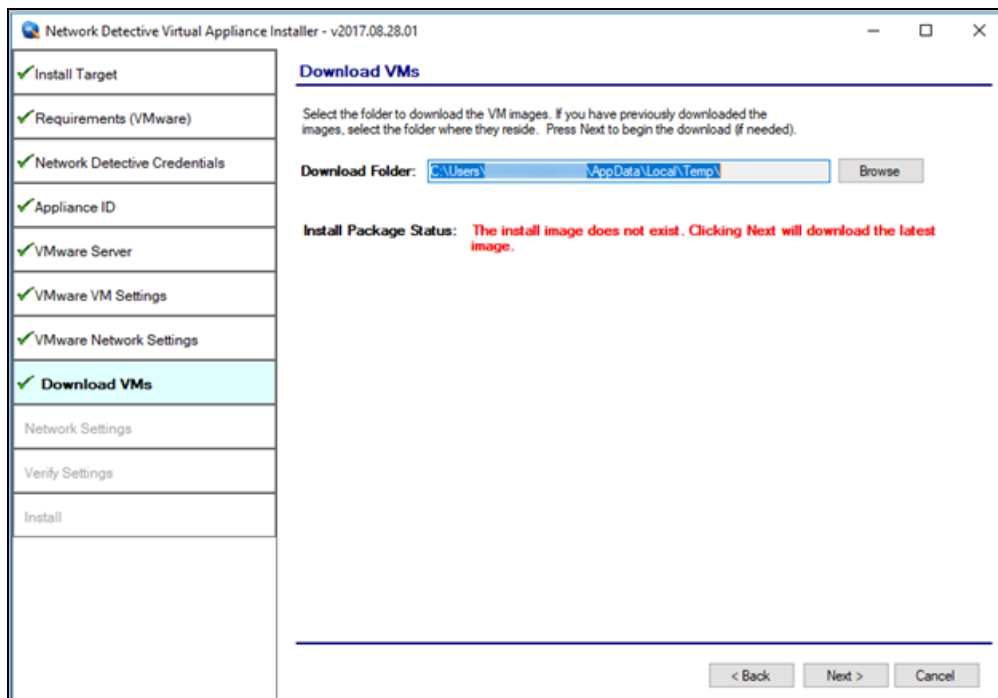 Network Detective Virtual Appliance Installer - v2017.08.28.01
Install Target
Requirements (VMware)
Network Detective Credentials
Appliance ID
VMware Server
VMware VM Settings
VMware Network Settings
Download VMs
Network Settings
Verify Settings
Install
Download VMs
Select the folder to download the VM images. If you have previously downloaded the
images, select the folder where they reside. Press Next to begin the download (if needed).
Download Folder: C:\Users\ \AppData\Local\Temp\ Browse
Install Package Status: The install image does not exist. Clicking Next will download the latest
image.
< Back Next > Cancel